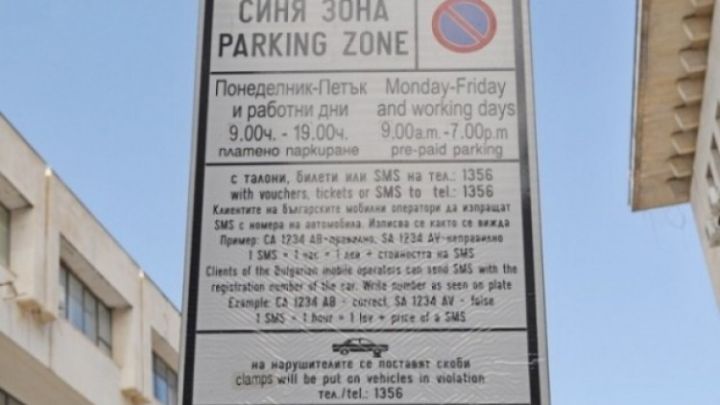 СИНЯ ЗОНА
PARKING ZONE
Понеделник-Петък
и работни дни
9.00ч. - 19.00ч.
платено паркиране
Monday-Friday
and working days
9.00a.m.-7.00p.m
pre-paid parking
с талони, билети или SMS на тел.: 1356
with vouchers, tickets or SMS to tel.: 1356
Клиентите на българските мобилни оператори да изпращат
SMS с номера на автомобила. Изписва се както се вижда
Пример: CA 1234 AB-правилно, SA 1234 AV-неправилно
1 SMS = 1 час = 1 лев + стойността на SMS
Clients of the Bulgarian mobile operators can send SMS with the
registration number of the car. Write number as seen on plate
Example: CA 1234 AB - correct, SA 1234 AV - false
1 SMS = 1 hour = 1 lev + price of a SMS
на нарушителите се поставят скоби
clamps will be put on vehicles in violation
тел./tel.: 1356